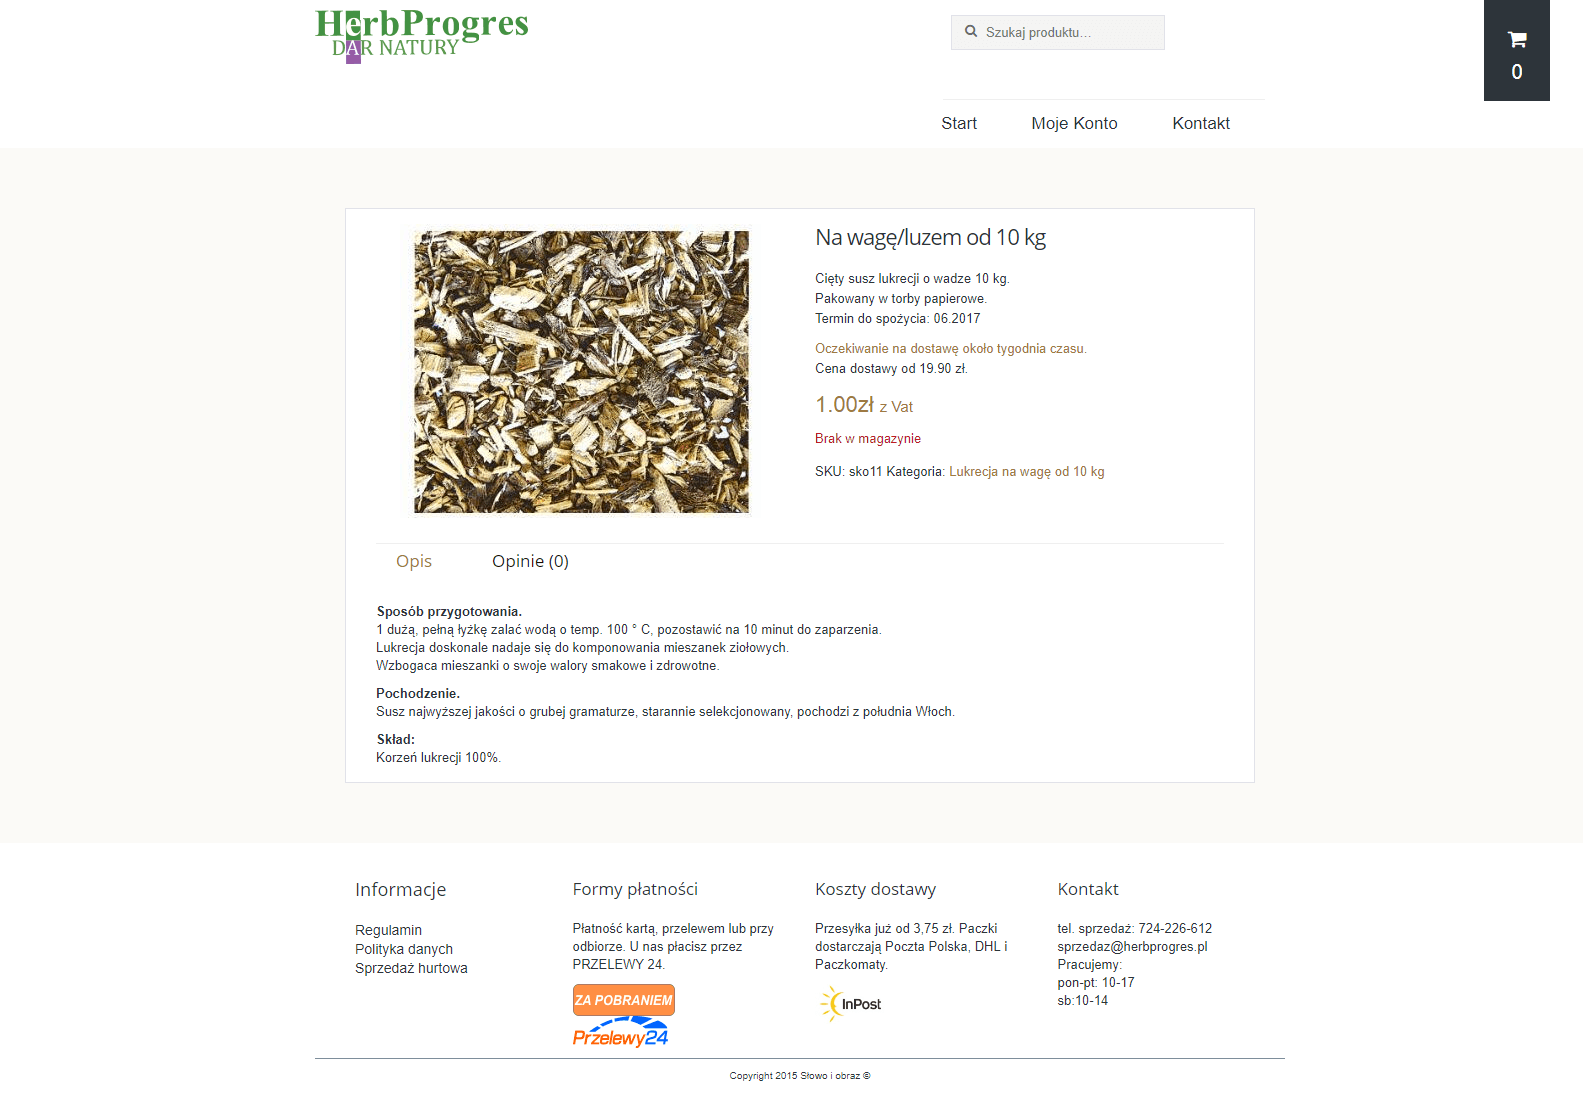 HerbProgres
DAR NATURY
Szukaj produktu...
0
Start
Moje Konto
Kontakt
Na wagę/luzem od 10 kg
Cięty susz lukrecji o wadze 10 kg.
Pakowany w torby papierowe.
Termin do spożycia: 06.2017
Oczekiwanie na dostawę około tygodnia czasu.
Cena dostawy od 19.90 zł.
1.00zł z Vat
Brak w magazynie
SKU: sko11 Kategoria: Lukrecja na wagę od 10 kg
Opis
Opinie (0)
Sposób przygotowania.
1 dużą, pełną łyżkę zalać wodą o temp. 100 ° C, pozostawić na 10 minut do zaparzenia.
Lukrecja doskonale nadaje się do komponowania mieszanek ziołowych.
Wzbogaca mieszanki o swoje walory smakowe i zdrowotne.
Pochodzenie.
Susz najwyższej jakości o grubej gramaturze, starannie selekcjonowany, pochodzi z południa Włoch.
Skład:
Korzeń lukrecji 100%.
Informacje
Regulamin
Polityka danych
Sprzedaż hurtowa
Formy płatności
Płatność kartą, przelewem lub przy
odbiorze. U nas płacisz przez
PRZELEWY 24.
ZA POBRANIEM
Przelewy24
Koszty dostawy
Przesyłka już od 3,75 zł. Paczki
dostarczają Poczta Polska, DHL i
Paczkomaty.
InPost
Kontakt
tel. sprzedaż: 724-226-612
sprzedaz@herbprogres.pl
Pracujemy:
pon-pt: 10-17
sb:10-14
Copyright 2015 Słowo i obraz ©